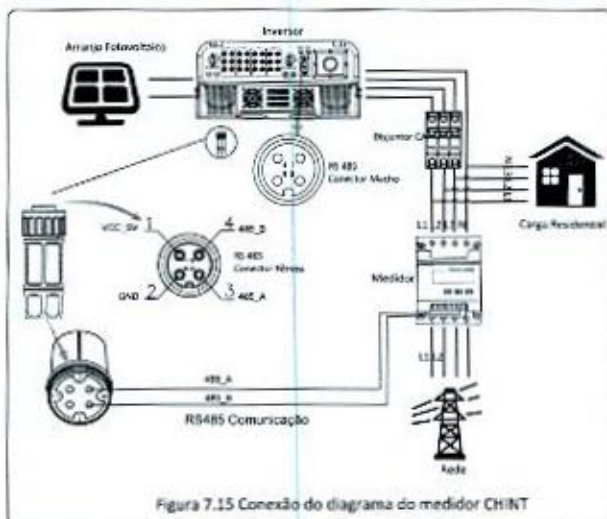 Inversor
Arranjo Fotovoltaico
Disjuntor CA
RS 485
Conector Macho
Carga Residencial
VCC_5V 1
4 485_B
RS 485
Conector Fêmea
GND 2
3 485_A
L1 L2 L3 N
Medidor
L1 L2
485_A
485_B
RS485 Comunicação
Rede
Figura 7.15 Conexão do diagrama do medidor CHINT